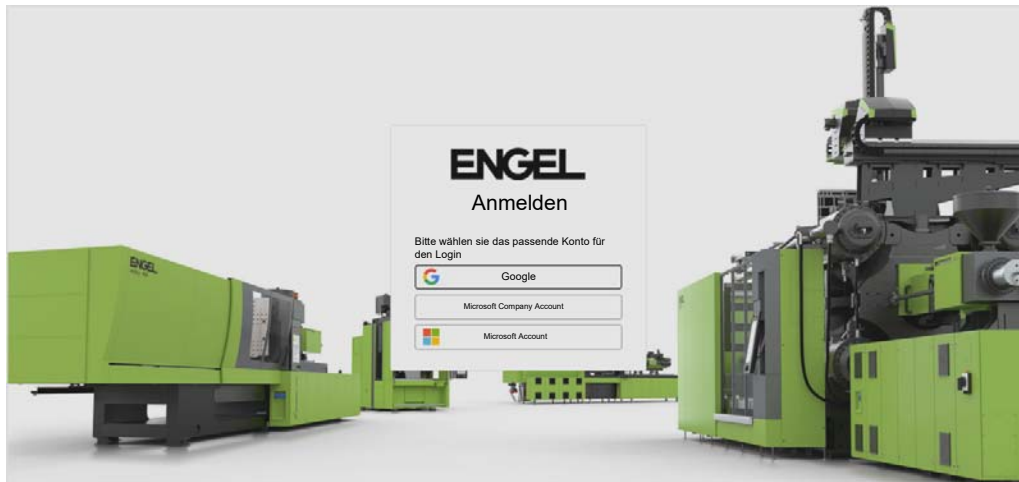 ENGEL
Anmelden
Bitte wählen sie das passende Konto für
den Login
Google
Microsoft Company Account
Microsoft Account
ENGEL